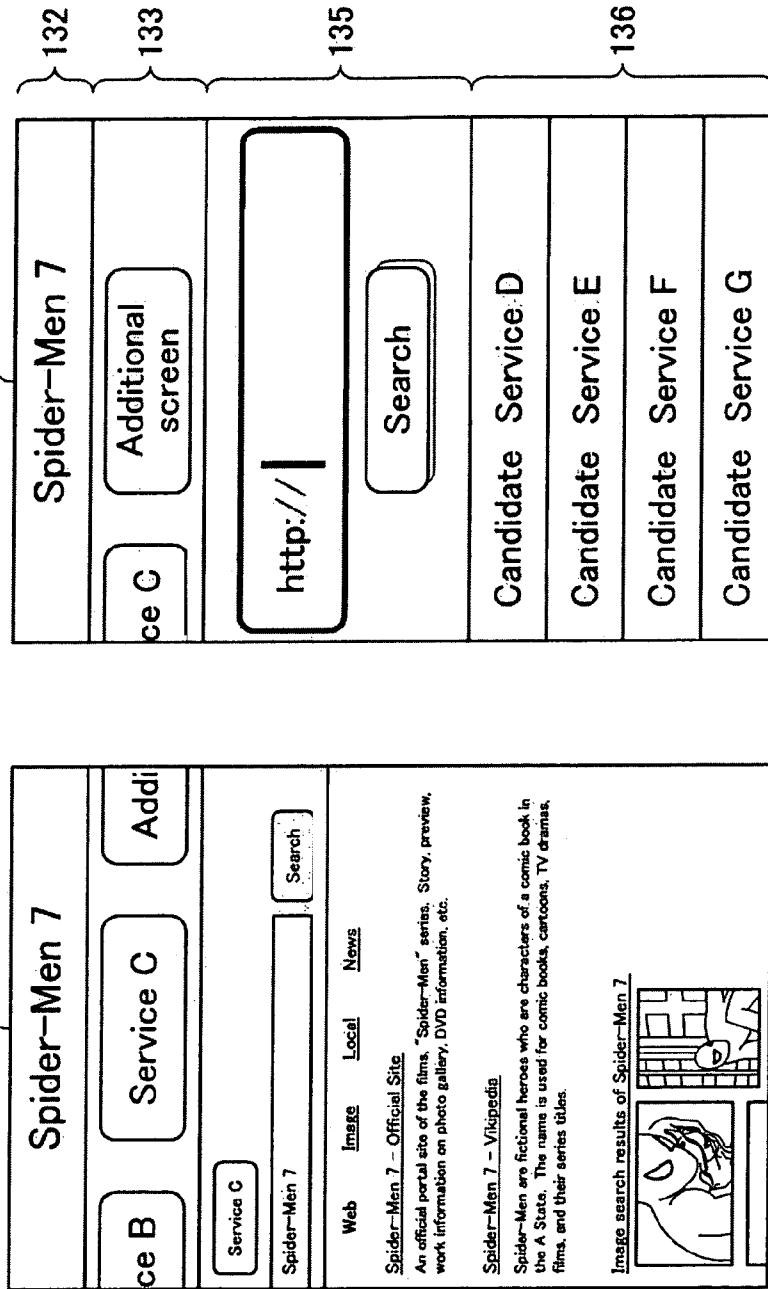 Spider-Men 7
ce B
Service C
Addi
Service C
Spider-Men 7
Search
Web
Image
Local
News
Spider-Men 7 - Official Site
An official portal site of the films, "Spider-Men" series. Story, preview,
work information on photo gallery, DVD information, etc.
Spider-Men 7 - Vikipedia
Spider-Men are fictional heroes who are characters of a comic book in
the A State. The name is used for comic books, cartoons, TV dramas,
films, and their series titles.
Image search results of Spider-Men 7
Spider-Men 7
132
ce C
Additional
screen
133
http://
Search
135
Candidate Service D
Candidate Service E
Candidate Service F
Candidate Service G
136